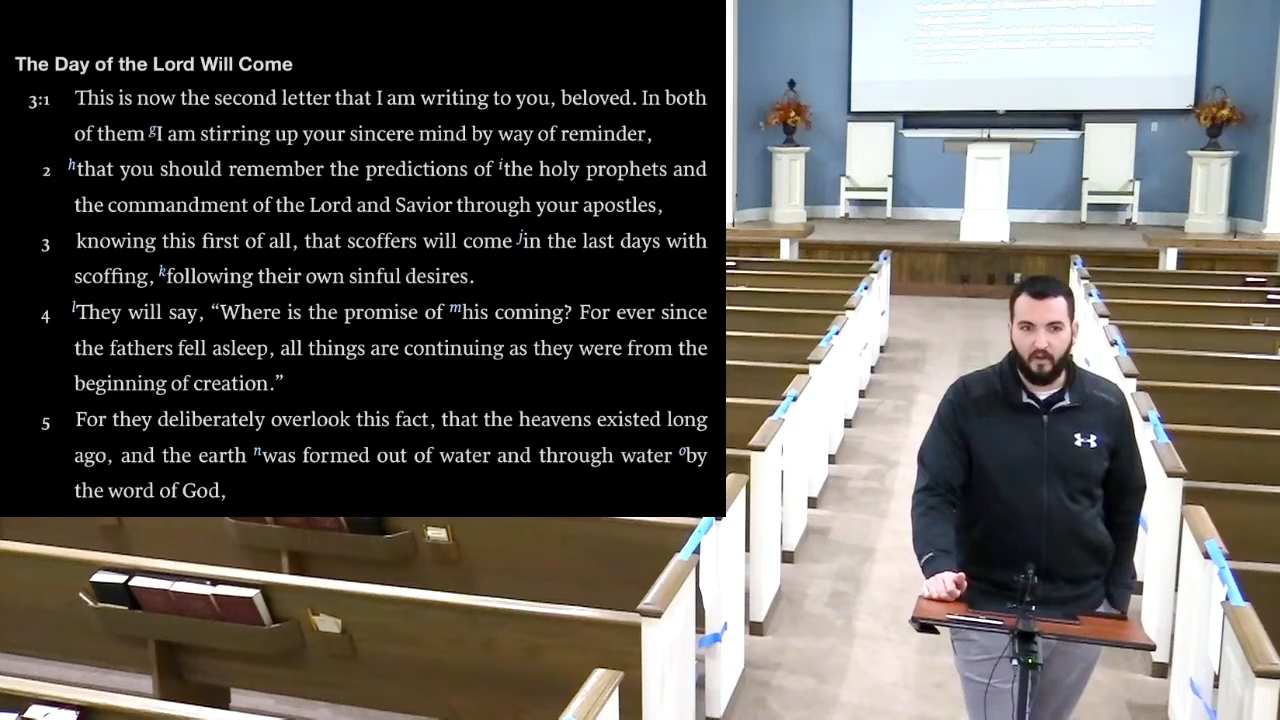 The Day of the Lord Will Come
3:1 This is now the second letter that I am writing to you, beloved. In both
of them gI am stirring up your sincere mind by way of reminder,
2 hthat you should remember the predictions of ithe holy prophets and
the commandment of the Lord and Savior through your apostles,
3 knowing this first of all, that scoffers will come jin the last days with
scoffing, kfollowing their own sinful desires.
4 lThey will say, “Where is the promise of mhis coming? For ever since
the fathers fell asleep, all things are continuing as they were from the
beginning of creation.”
5 For they deliberately overlook this fact, that the heavens existed long
ago, and the earth nwas formed out of water and through water oby
the word of God,